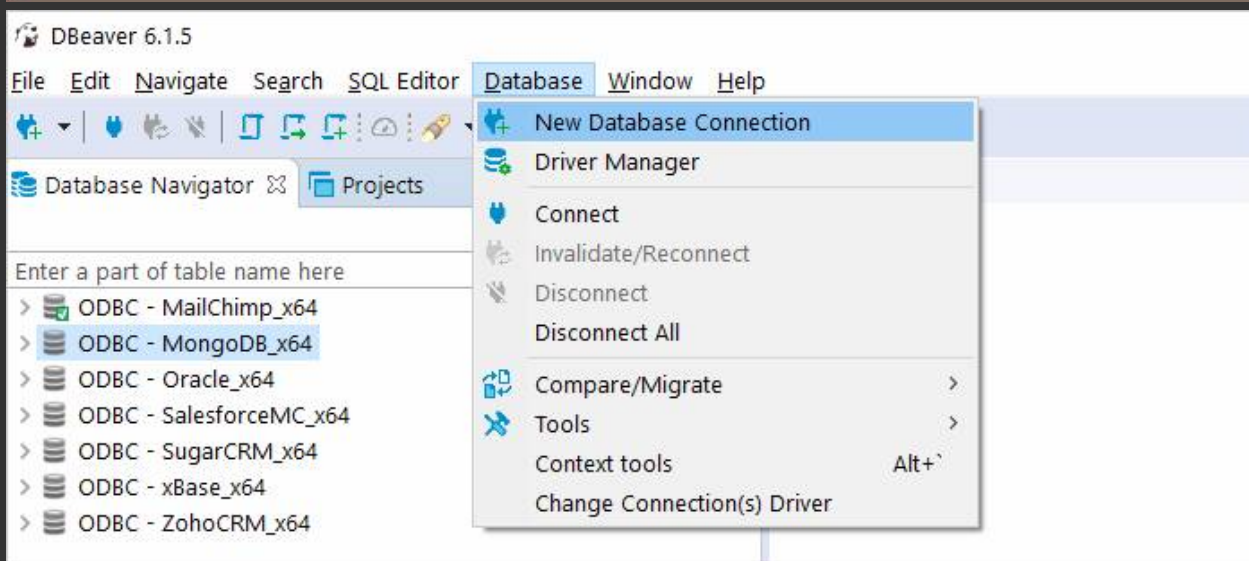 DBeaver 6.1.5
File Edit Navigate Search SQL Editor Database Window Help
New Database Connection
Driver Manager
Database Navigator Projects
Connect
Invalidate/Reconnect
Enter a part of table name here
Disconnect
ODBC - MailChimp_x64
Disconnect All
ODBC - MongoDB_x64
ODBC - Oracle_x64
Compare/Migrate
ODBC - SalesforceMC_x64
Tools
ODBC - SugarCRM_x64
Context tools Alt+`
ODBC - xBase_x64
Change Connection(s) Driver
ODBC - ZohoCRM_x64